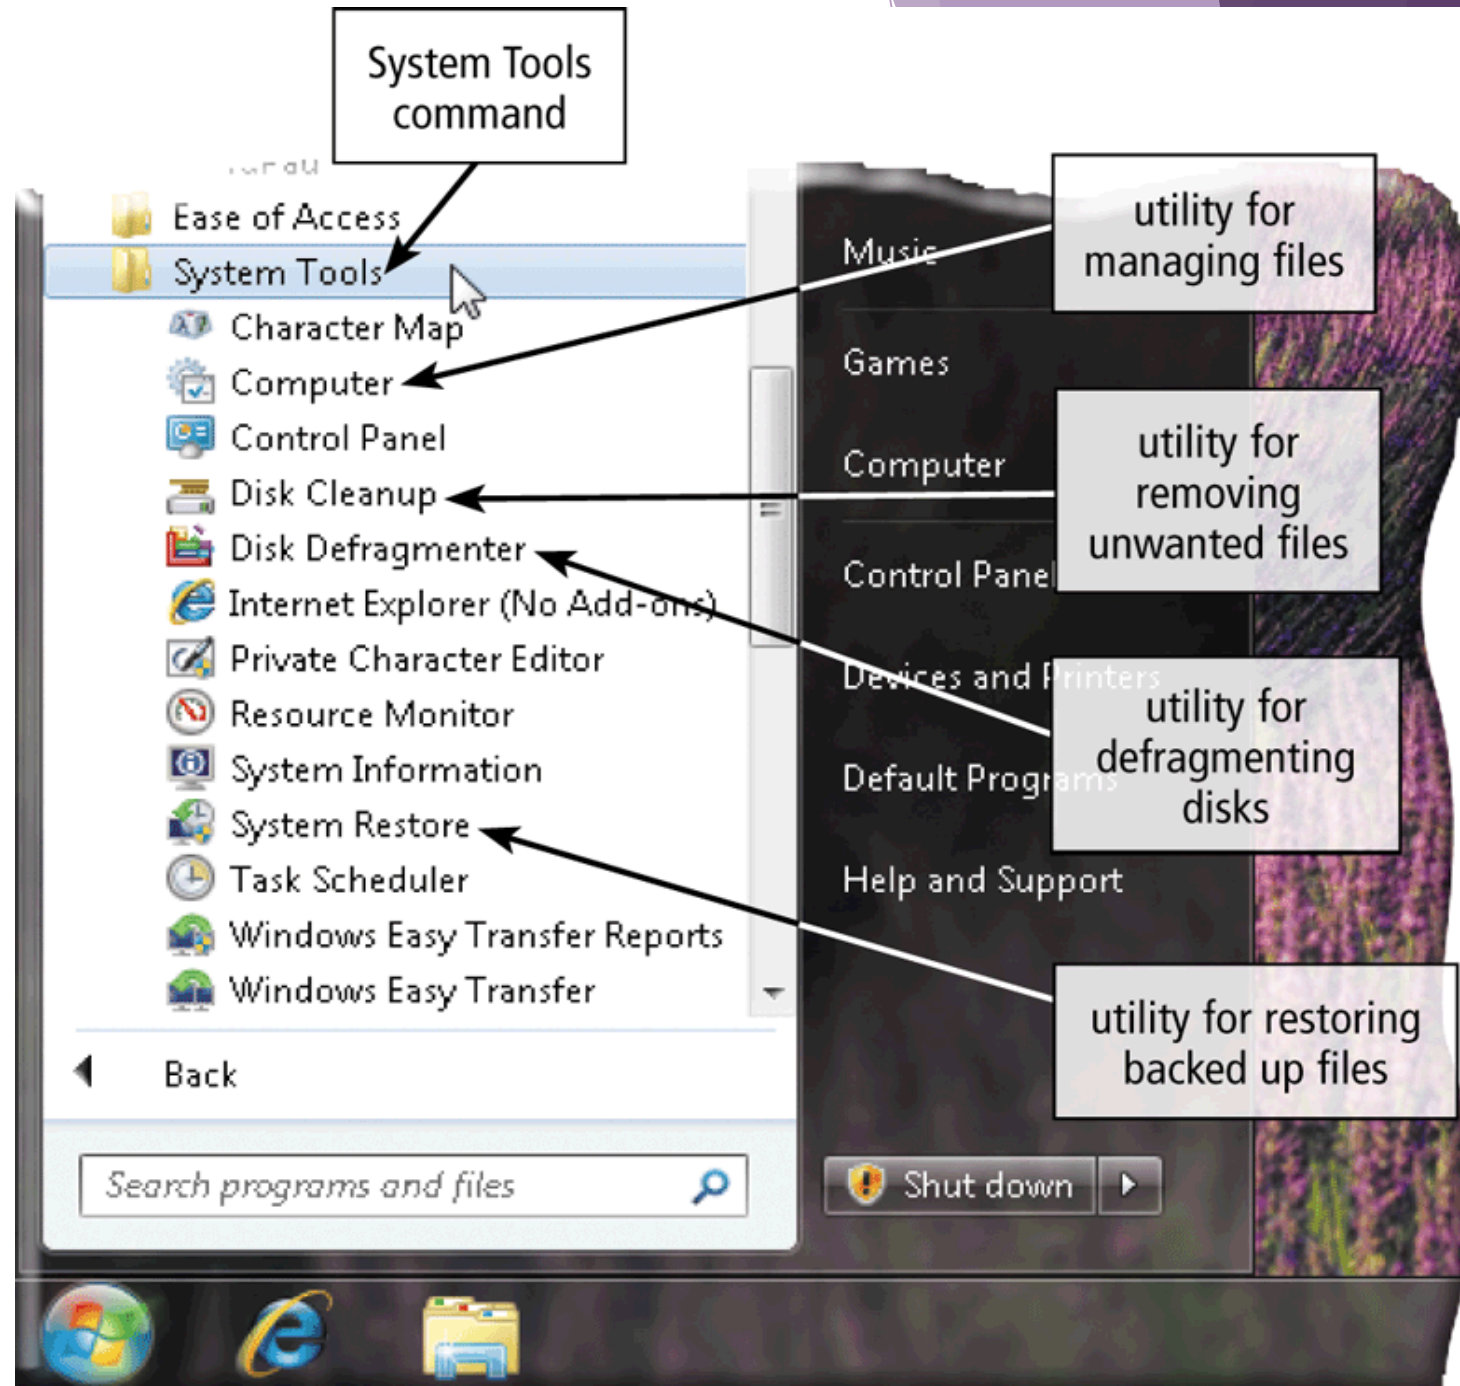 System Tools
command
Ease of Access
System Tools
Character Map
Computer
Control Panel
Disk Cleanup
Disk Defragmenter
Internet Explorer (No Add-ons)
Private Character Editor
Resource Monitor
System Information
System Restore
Task Scheduler
Windows Easy Transfer Reports
Windows Easy Transfer
Back
Search programs and files
Music
Games
Computer
Control Panel
Devices and Printers
Default Programs
Help and Support
Shut down
utility for
managing files
utility for
removing
unwanted files
utility for
defragmenting
disks
utility for restoring
backed up files